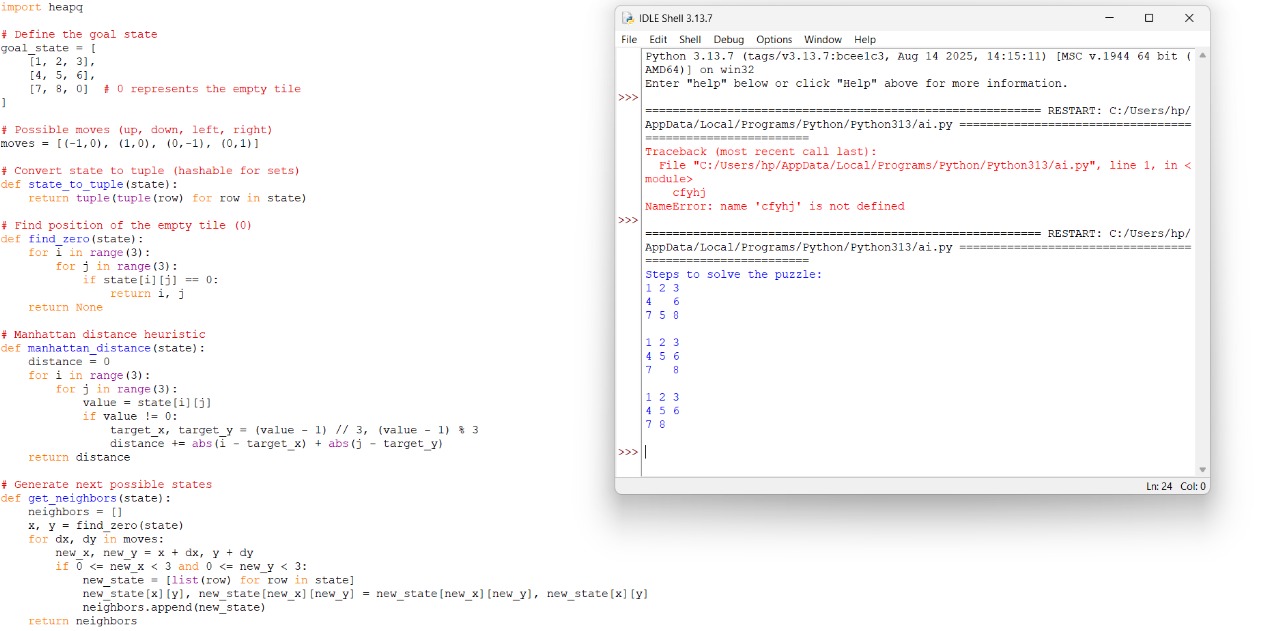 import heapq

# Define the goal state
goal_state = [
    [1, 2, 3],
    [4, 5, 6],
    [7, 8, 0]  # 0 represents the empty tile
]

# Possible moves (up, down, left, right)
moves = [(-1,0), (1,0), (0,-1), (0,1)]

# Convert state to tuple (hashable for sets)
def state_to_tuple(state):
    return tuple(tuple(row) for row in state)

# Find position of the empty tile (0)
def find_zero(state):
    for i in range(3):
        for j in range(3):
            if state[i][j] == 0:
                return i, j
    return None

# Manhattan distance heuristic
def manhattan_distance(state):
    distance = 0
    for i in range(3):
        for j in range(3):
            value = state[i][j]
            if value != 0:
                target_x, target_y = (value - 1) // 3, (value - 1) % 3
                distance += abs(i - target_x) + abs(j - target_y)
    return distance

# Generate next possible states
def get_neighbors(state):
    neighbors = []
    x, y = find_zero(state)
    for dx, dy in moves:
        new_x, new_y = x + dx, y + dy
        if 0 <= new_x < 3 and 0 <= new_y < 3:
            new_state = [list(row) for row in state]
            new_state[x][y], new_state[new_x][new_y] = new_state[new_x][new_y], new_state[x][y]
            neighbors.append(new_state)
    return neighbors

IDLE Shell 3.13.7
File Edit Shell Debug Options Window Help
Python 3.13.7 (tags/v3.13.7:bcee1c3, Aug 14 2025, 14:15:11) [MSC v.1944 64 bit (
AMD64)] on win32
Enter "help" below or click "Help" above for more information.
>>>
========================================================== RESTART: C:/Users/hp/
AppData/Local/Programs/Python/Python313/ai.py ==================================
========================
Traceback (most recent call last):
  File "C:/Users/hp/AppData/Local/Programs/Python/Python313/ai.py", line 1, in <
module>
    cfyhj
NameError: name 'cfyhj' is not defined
>>>
========================================================== RESTART: C:/Users/hp/
AppData/Local/Programs/Python/Python313/ai.py ==================================
========================
Steps to solve the puzzle:
1 2 3
4   6
7 5 8

1 2 3
4 5 6
7   8

1 2 3
4 5 6
7 8

>>>
Ln: 24 Col: 0